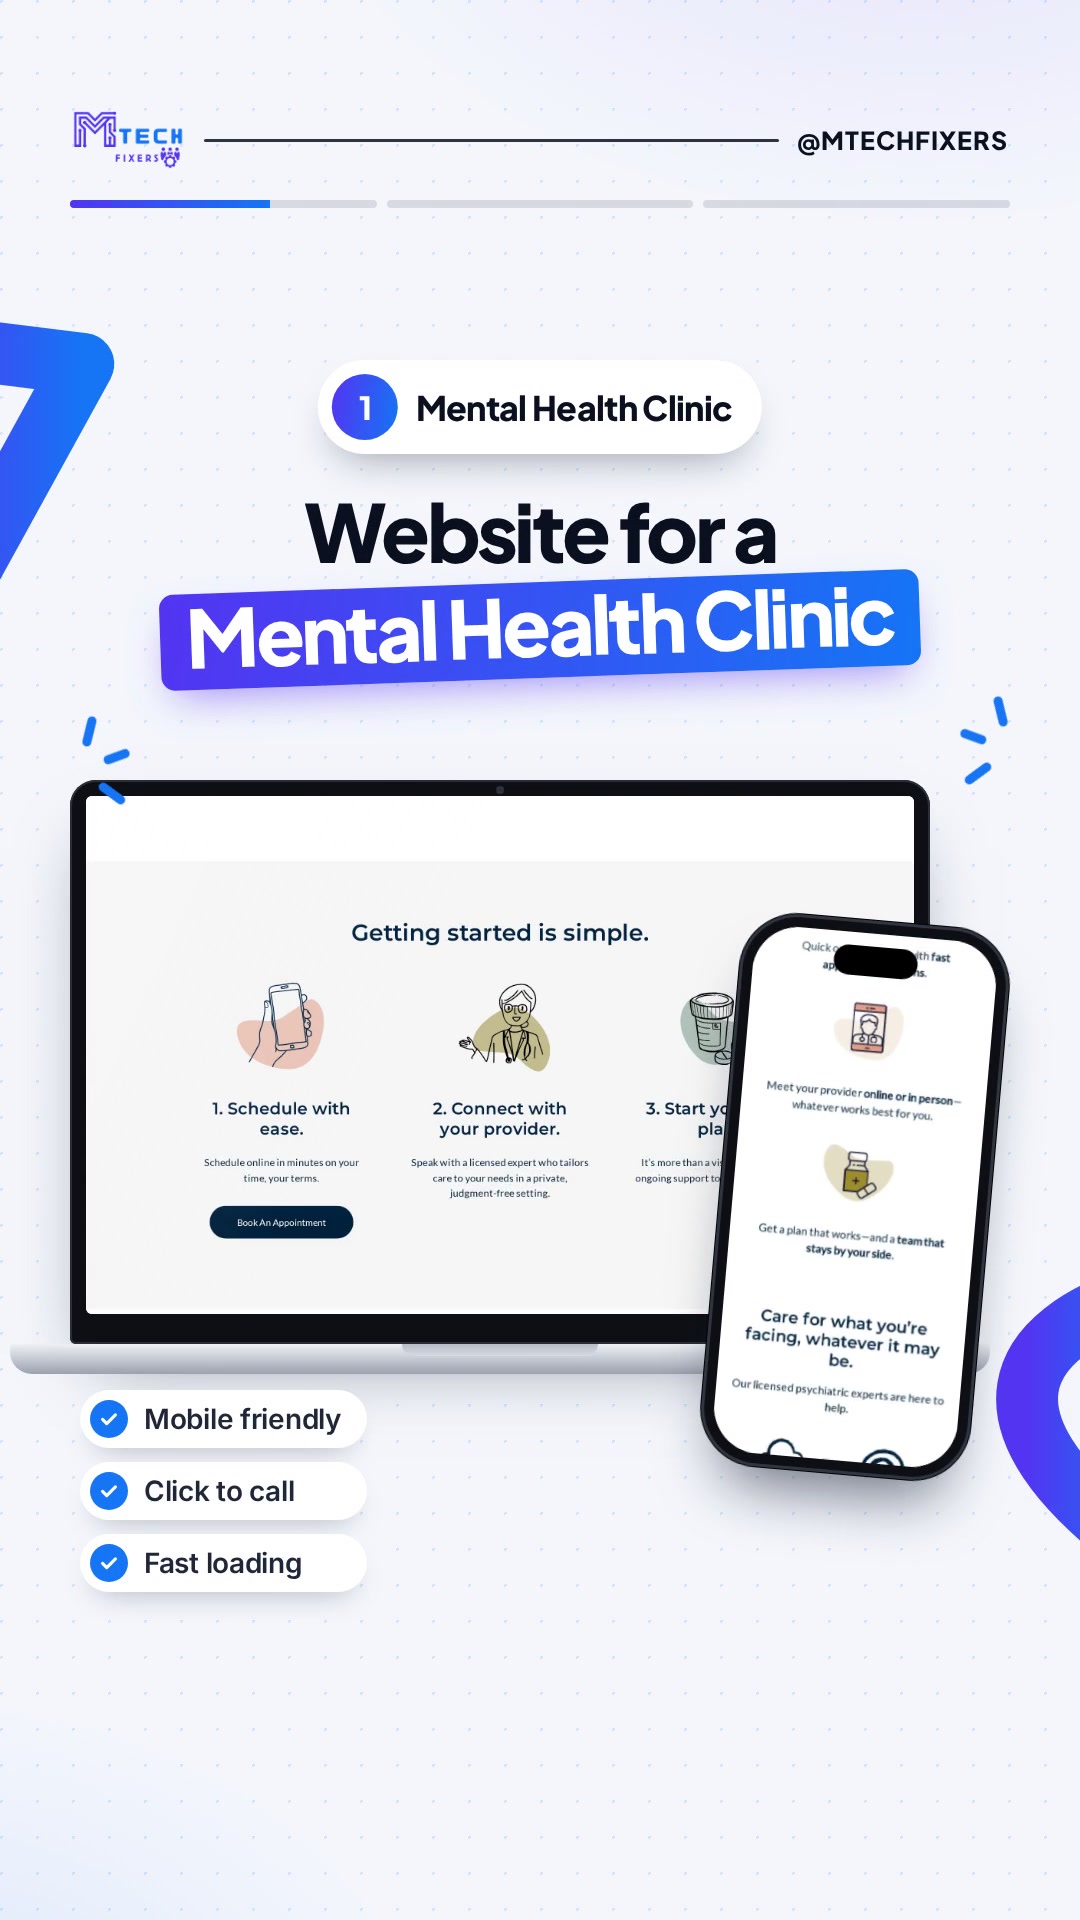 MTECH
FIXERS
@MTECHFIXERS
1
Mental Health Clinic
Website for a
Mental Health Clinic
Getting started is simple.
1. Schedule with
ease.
Schedule online in minutes on your
time, your terms.
Book An Appointment
2. Connect with
your provider.
Speak with a licensed expert who tailors
care to your needs in a private,
judgment-free setting.
3. Start
It's more than a
ongoing support to
Quick
fast
Meet your provider online or in person—
whatever works best for you.
Get a plan that works—and a team that
stays by your side.
Care for what you're
facing, whatever it may
be.
Our licensed psychiatric experts are here to
help.
Mobile friendly
Click to call
Fast loading